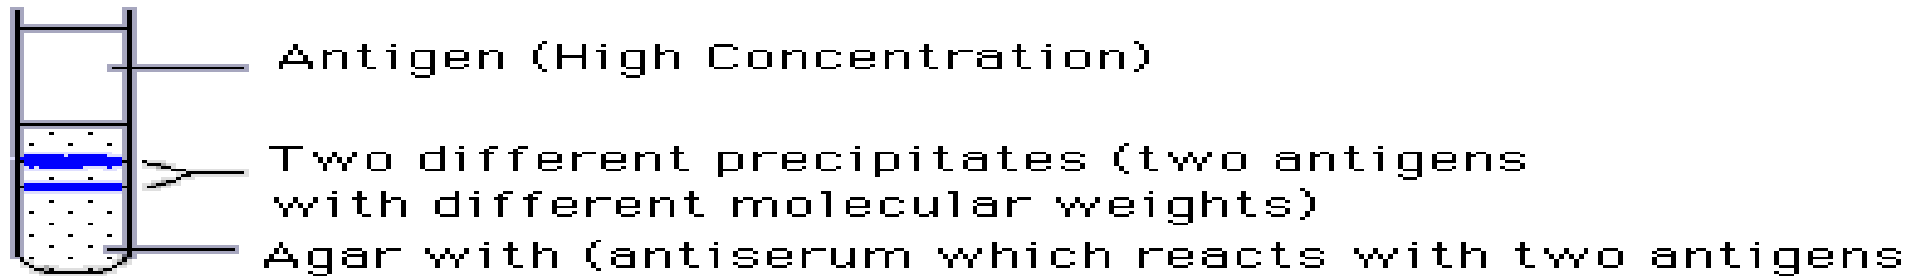 Antigen (High Concentration)
Two different precipitates (two antigens
with different molecular weights)
Agar with (antiserum which reacts with two antigens